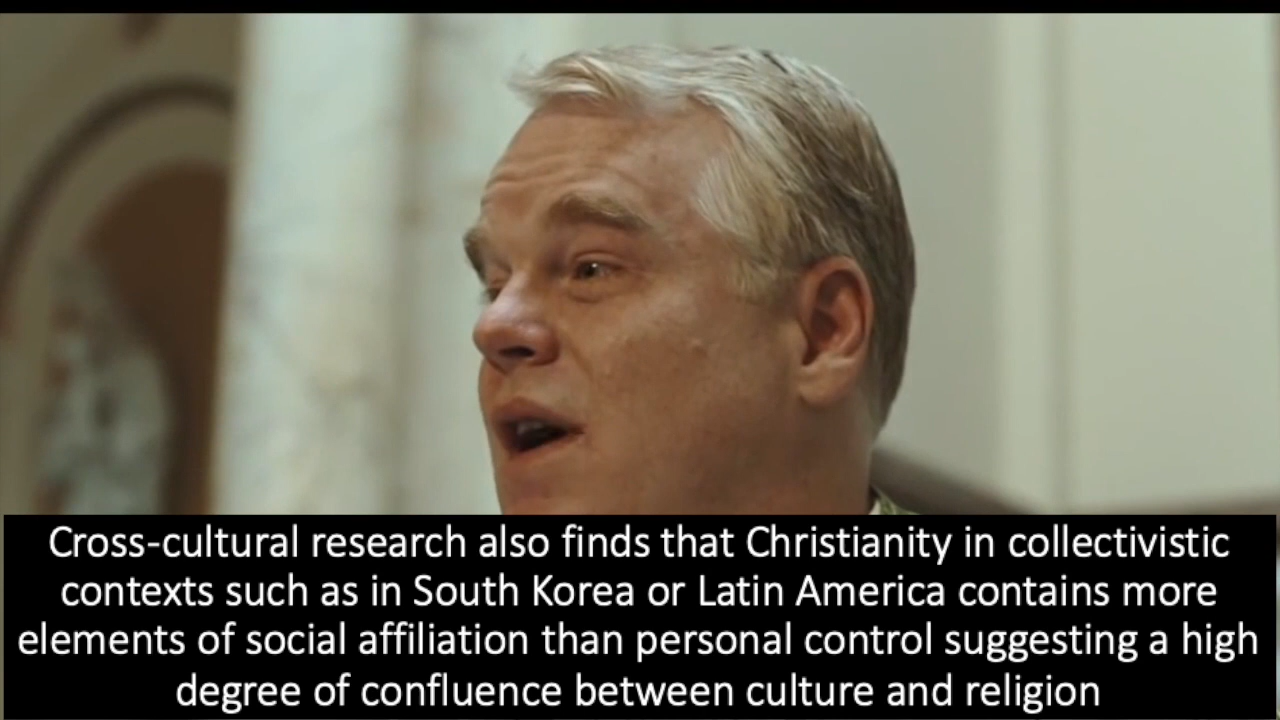 Cross-cultural research also finds that Christianity in collectivistic
contexts such as in South Korea or Latin America contains more
elements of social affiliation than personal control suggesting a high
degree of confluence between culture and religion